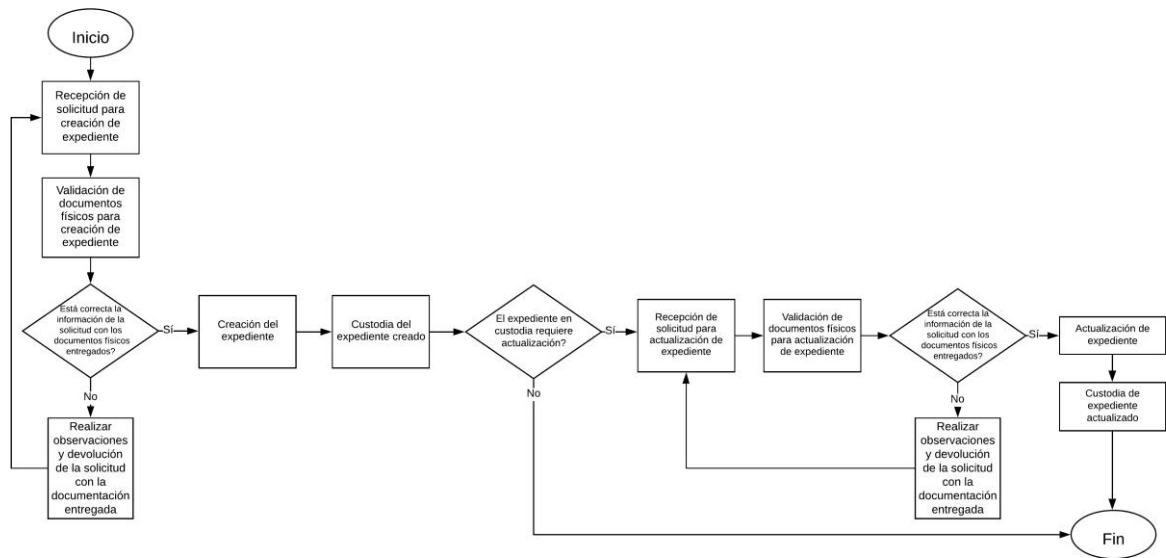 Inicio
Recepción de
solicitud para
creación de
expediente
Validación de
documentos
físicos para
creación de
expediente
Está correcta la
información de la
solicitud con los
documentos físicos
entregados?
Sí
No
Realizar
observaciones
y devolución
de la solicitud
con la
documentación
entregada
Creación del
expediente
Custodia del
expediente creado
El expediente en
custodia requiere
actualización?
Sí
No
Recepción de
solicitud para
actualización de
expediente
Validación de
documentos físicos
para actualización
de expediente
Está correcta la
información de la
solicitud con los
documentos físicos
entregados?
Sí
No
Realizar
observaciones
y devolución
de la solicitud
con la
documentación
entregada
Actualización de
expediente
Custodia de
expediente
actualizado
Fin